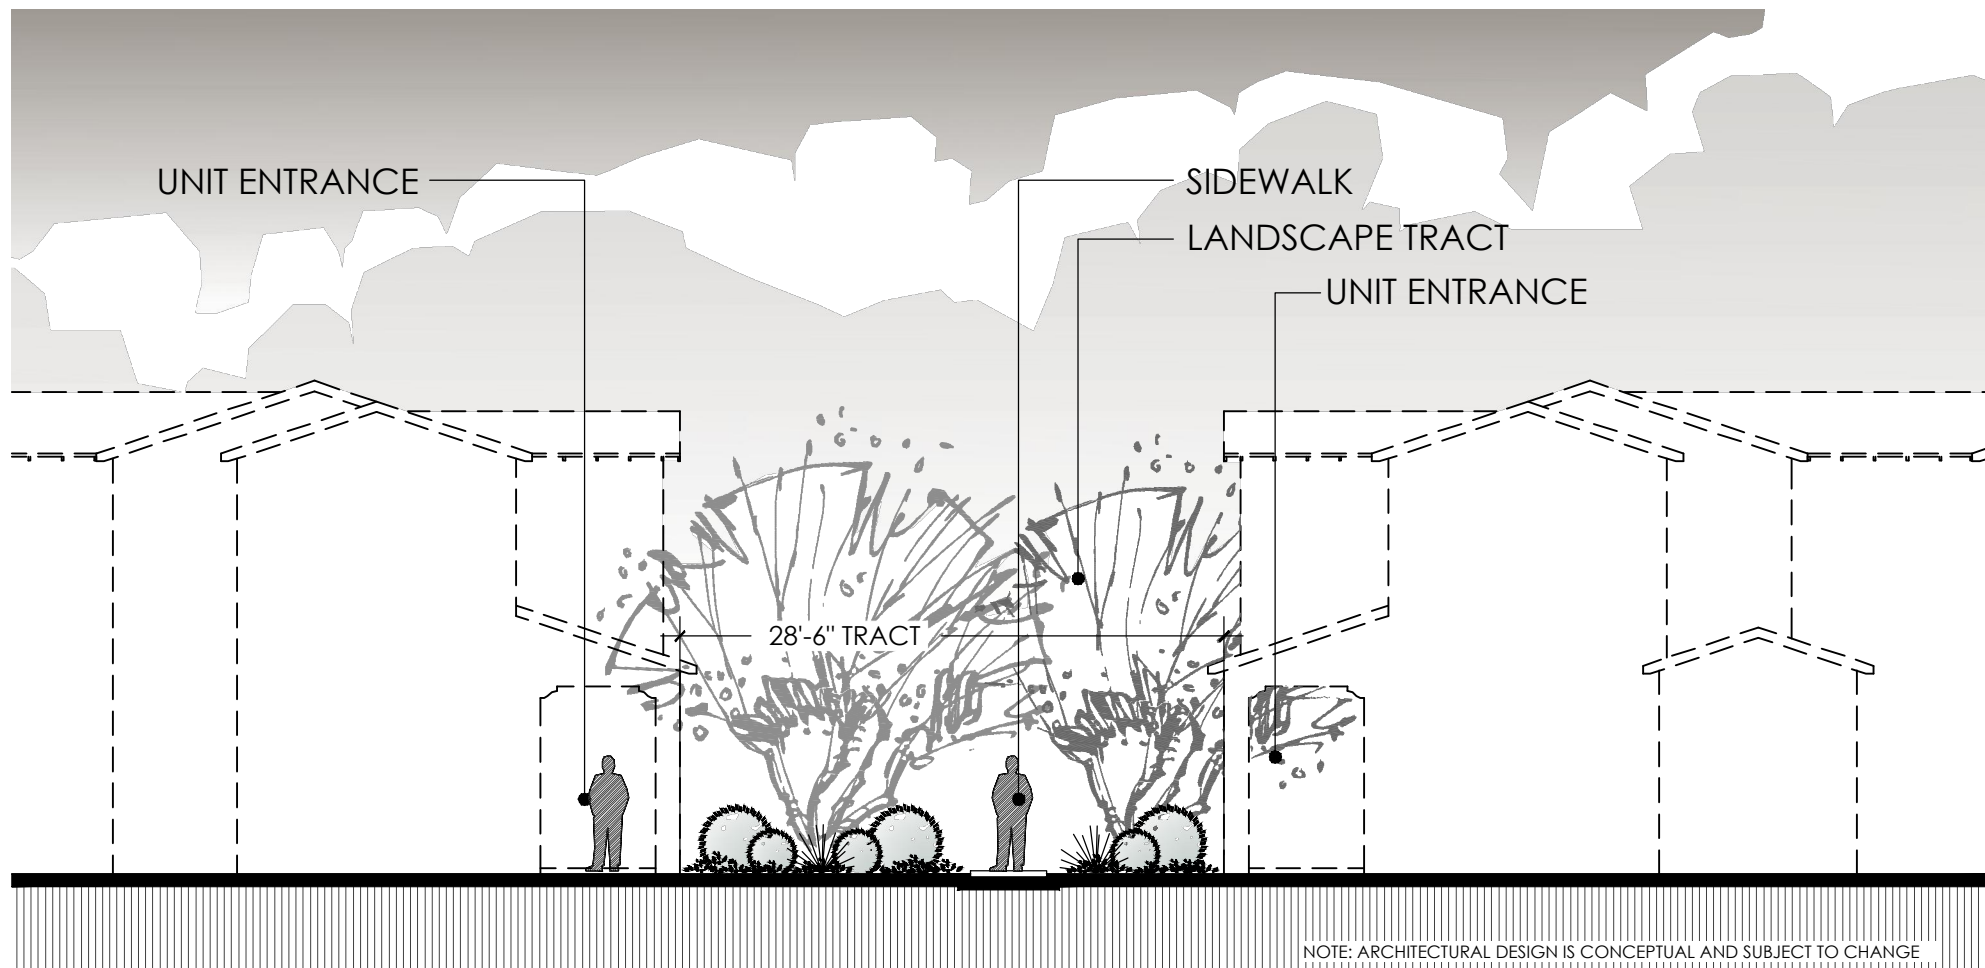 UNIT ENTRANCE
SIDEWALK
LANDSCAPE TRACT
UNIT ENTRANCE
28'-6" TRACT
NOTE: ARCHITECTURAL DESIGN IS CONCEPTUAL AND SUBJECT TO CHANGE